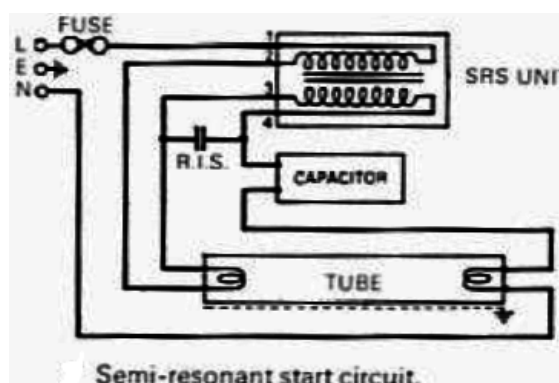 FUSE
L
E
N
1
2
3
4
SRS UNIT
R.I.S.
CAPACITOR
TUBE
Semi-resonant start circuit.